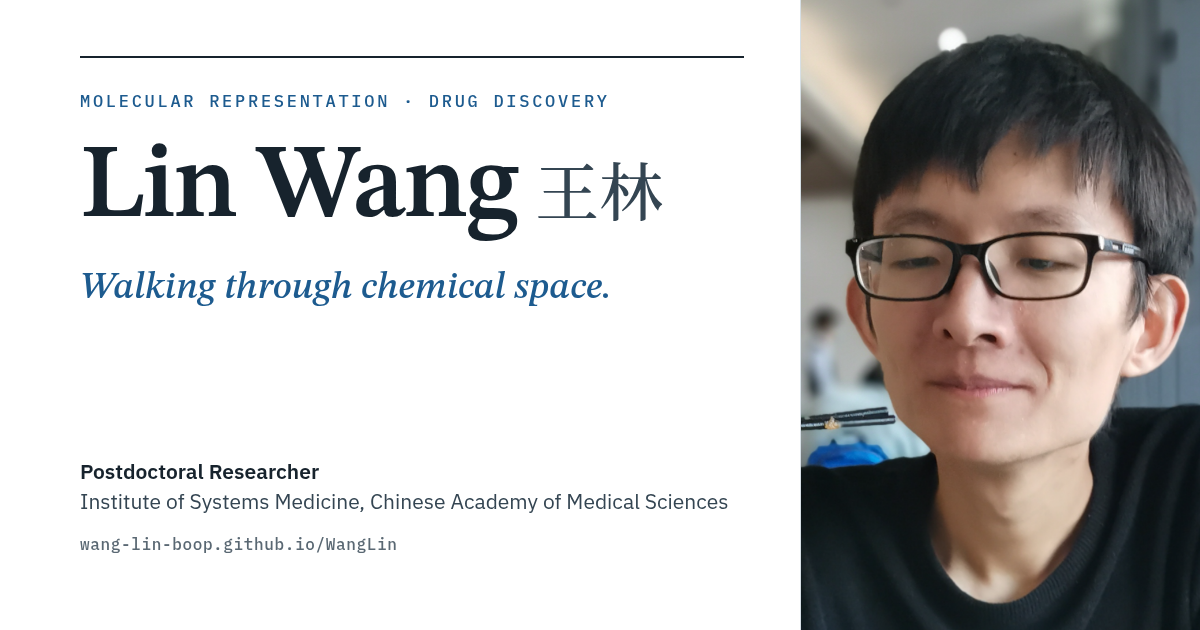 MOLECULAR REPRESENTATION · DRUG DISCOVERY
Lin Wang 王林
Walking through chemical space.
Postdoctoral Researcher
Institute of Systems Medicine, Chinese Academy of Medical Sciences
wang-lin-boop.github.io/WangLin